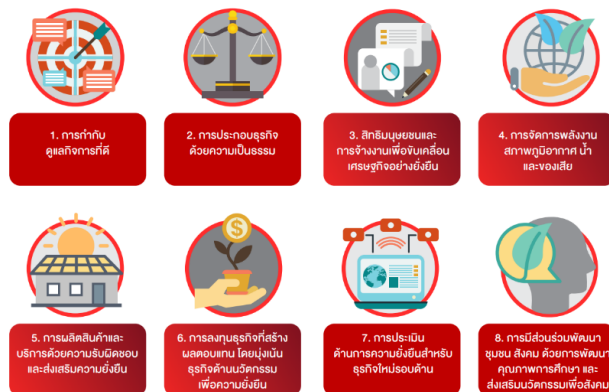 1. การกำกับ
ดูแลกิจการที่ดี
2. การประกอบธุรกิจ
ด้วยความเป็นธรรม
3. สิทธิมนุษยชนและ
การจ้างงานเพื่อขับเคลื่อน
เศรษฐกิจอย่างยั่งยืน
4. การจัดการพลังงาน
สภาพภูมิอากาศ น้ำ
และของเสีย
5. การผลิตสินค้าและ
บริการด้วยความรับผิดชอบ
และส่งเสริมความยั่งยืน
6. การลงทุนธุรกิจที่สร้าง
ผลตอบแทน โดยมุ่งเน้น
ธุรกิจด้านนวัตกรรม
เพื่อความยั่งยืน
7. การประเมิน
ด้านการความยั่งยืนสำหรับ
ธุรกิจใหม่รอบด้าน
8. การมีส่วนร่วมพัฒนา
ชุมชน สังคม ด้วยการพัฒนา
คุณภาพการศึกษา และ
ส่งเสริมนวัตกรรมเพื่อสังคม